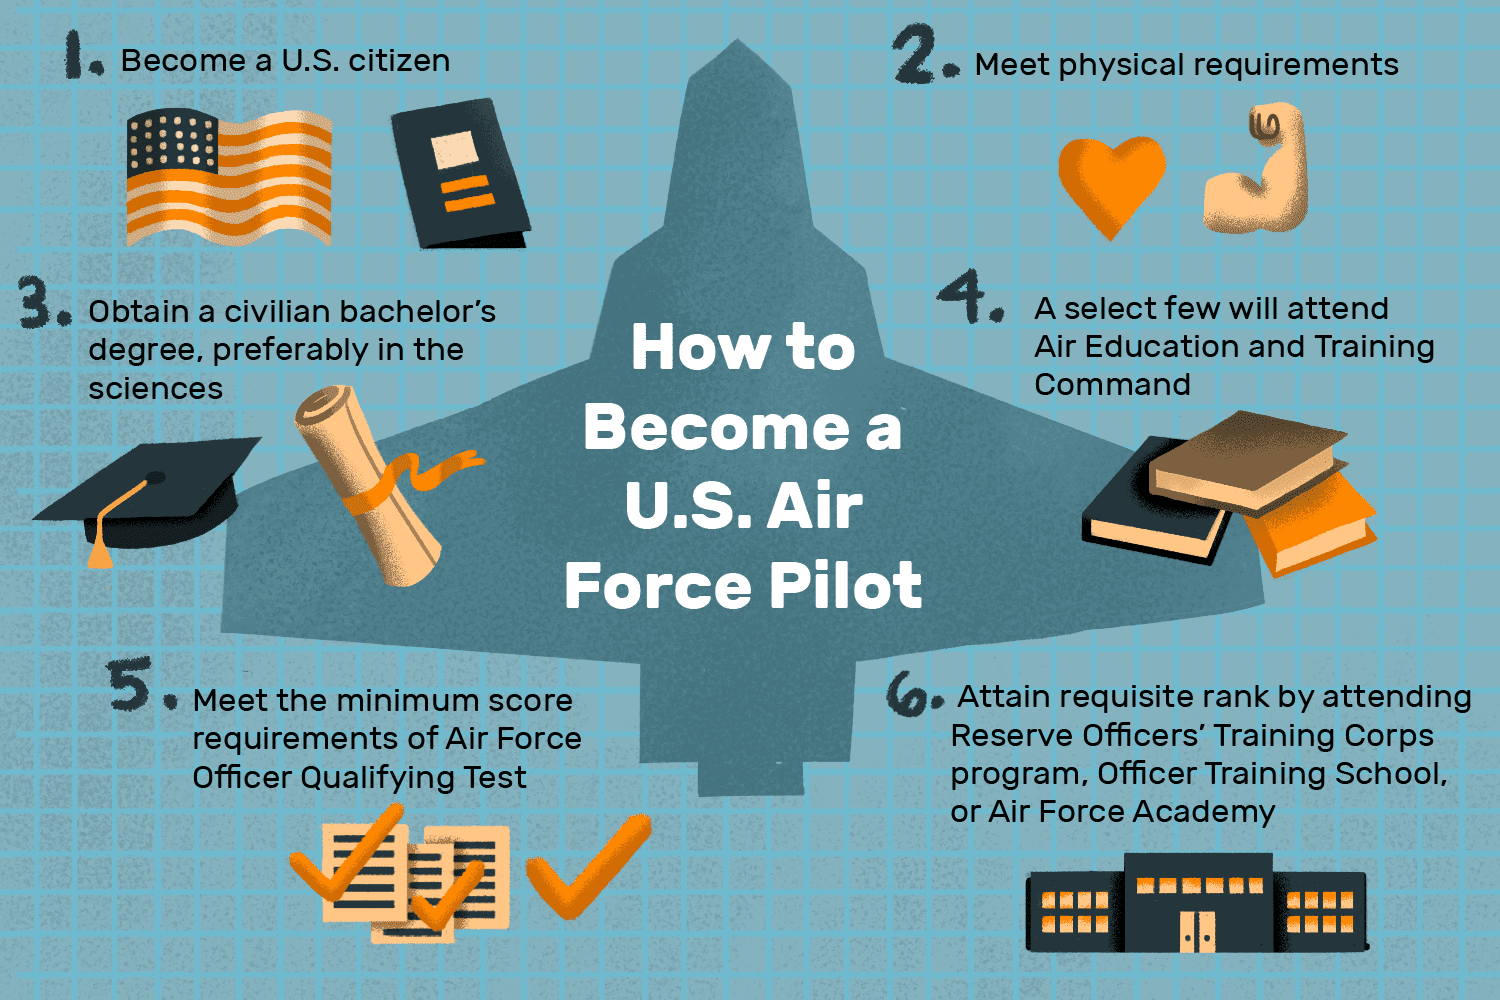 1. Become a U.S. citizen
2. Meet physical requirements
3. Obtain a civilian bachelor’s
degree, preferably in the
sciences
4. A select few will attend
Air Education and Training
Command
How to
Become a
U.S. Air
Force Pilot
5. Meet the minimum score
requirements of Air Force
Officer Qualifying Test
6. Attain requisite rank by attending
Reserve Officers’ Training Corps
program, Officer Training School,
or Air Force Academy